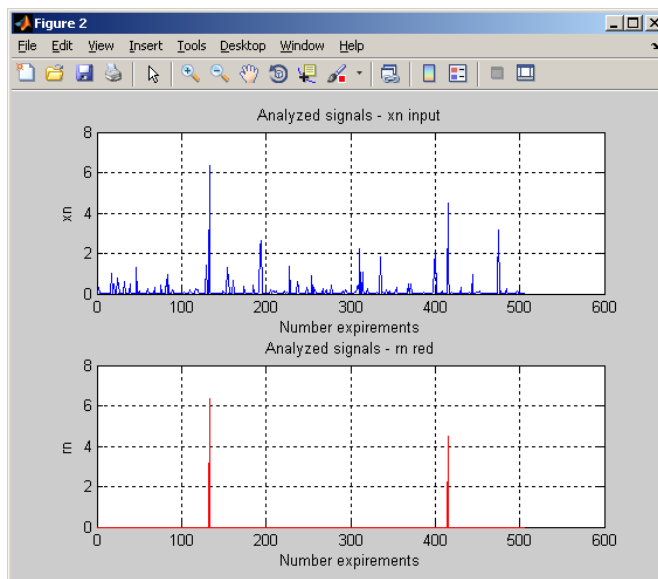 Figure 2
File Edit View Insert Tools Desktop Window Help
Analyzed signals - xn input
8
6
4
2
0
xn
0 100 200 300 400 500 600
Number expirements
Analyzed signals - rn red
8
6
4
2
0
rn
0 100 200 300 400 500 600
Number expirements